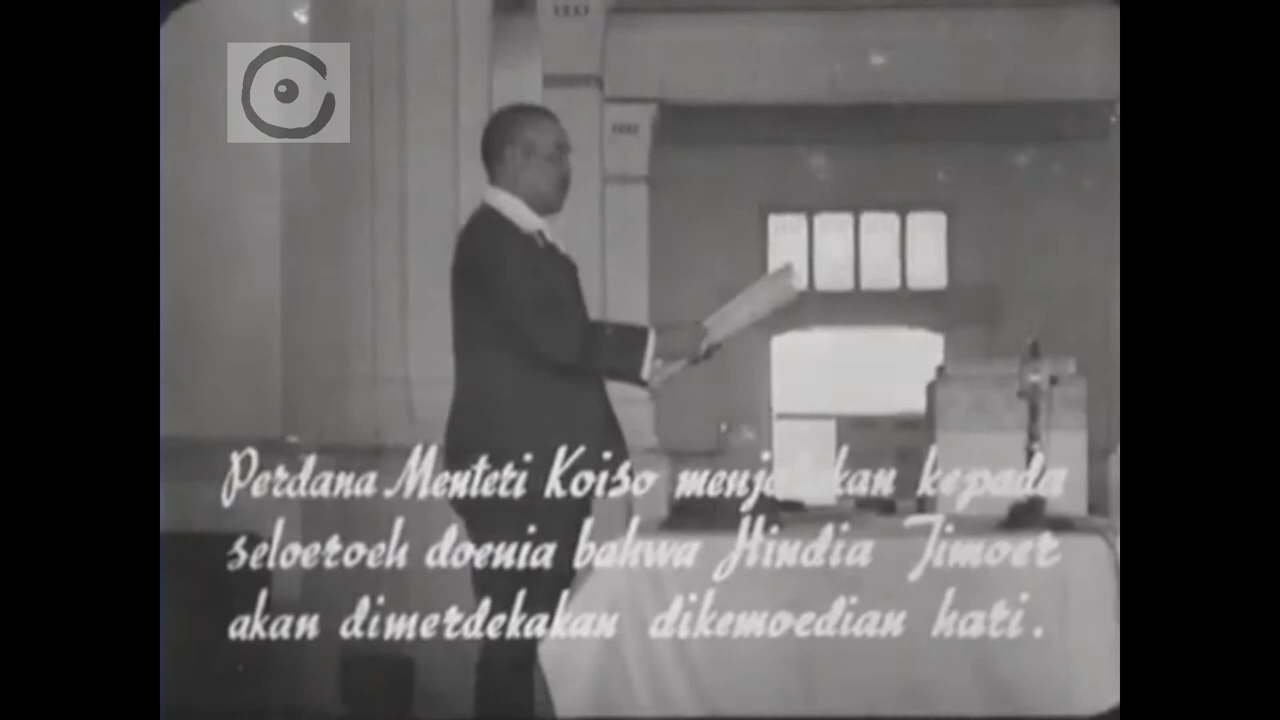 Perdana Menteri Koiso menjatakan kepada
seloeroeh doenia bahwa Hindia Timoer
akan dimerdekakan dikemoedian hari.